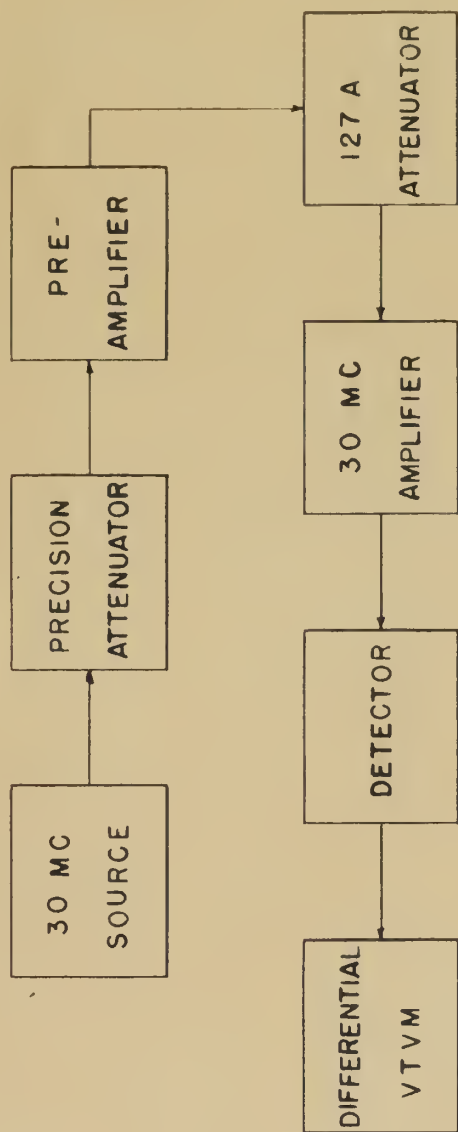 30 MC
SOURCE
PRECISION
ATTENUATOR
PRE-
AMPLIFIER
127 A
ATTENUATOR
30 MC
AMPLIFIER
DETECTOR
DIFFERENTIAL
VTVM